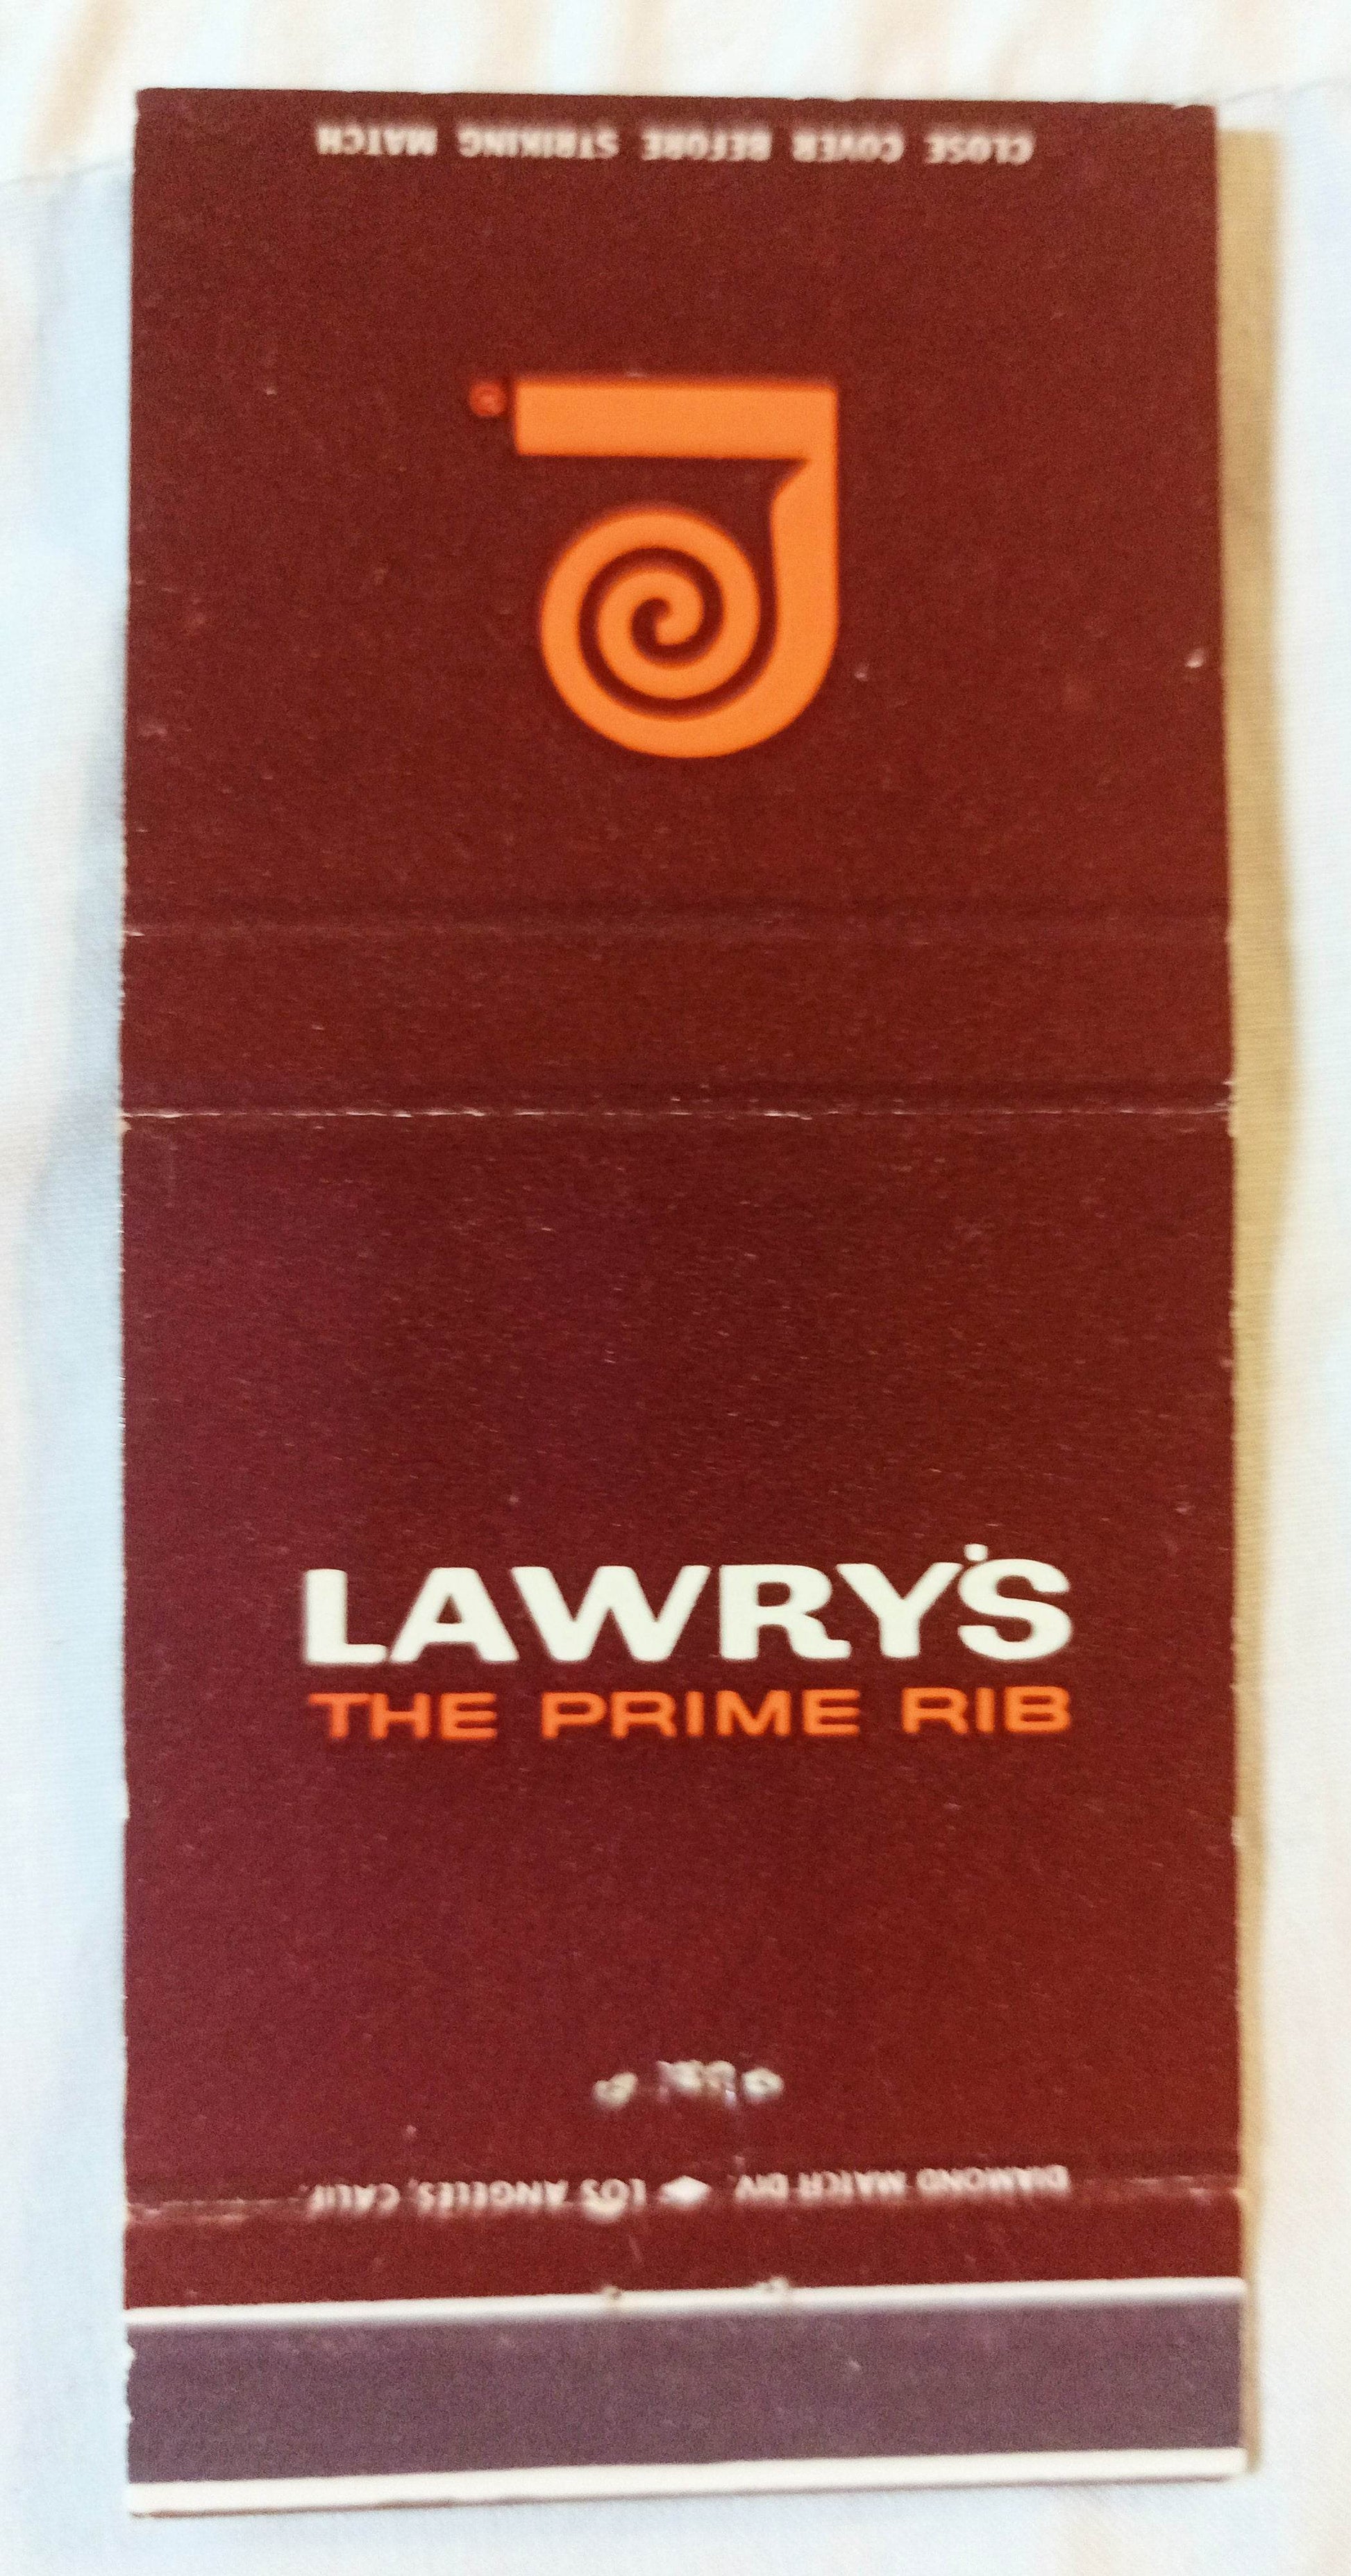 CLOSE COVER BEFORE STRIKING MATCH
®
LAWRY'S
THE PRIME RIB
DIAMOND MATCH DIV. LOS ANGELES, CALIF.